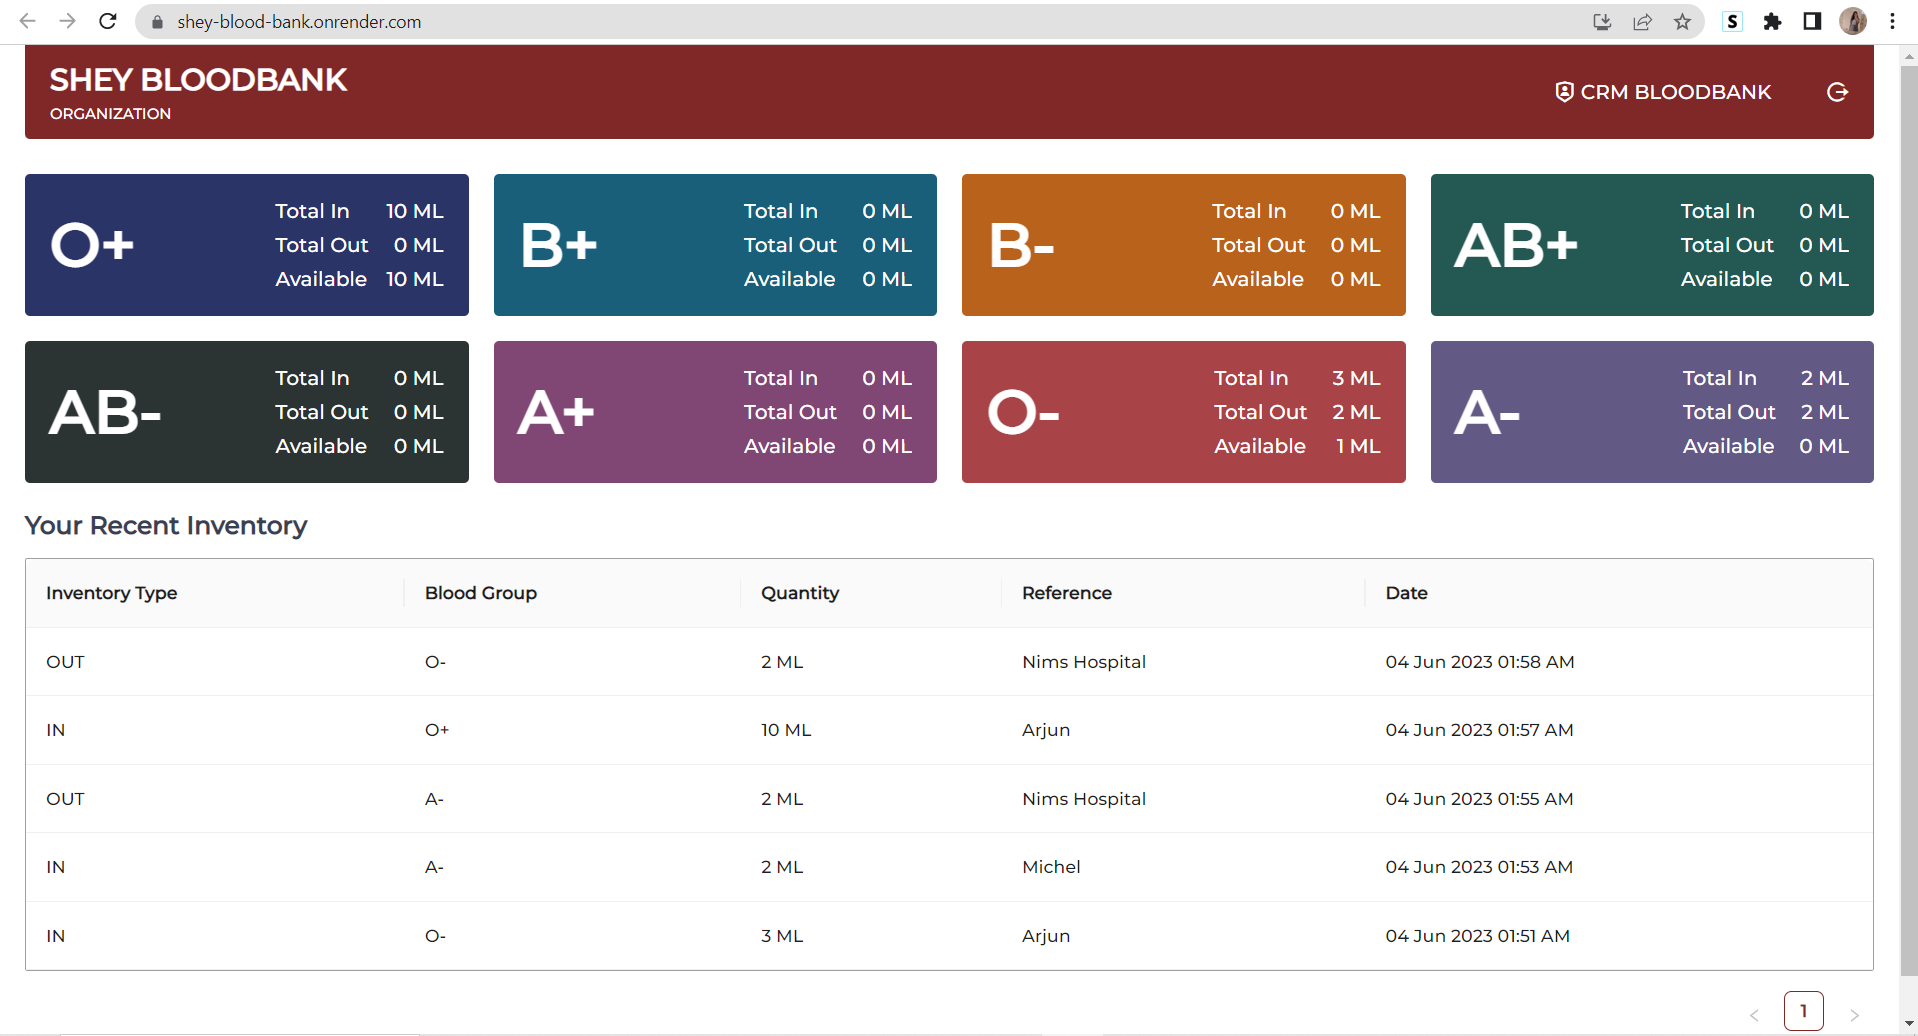 shey-blood-bank.onrender.com
S
SHEY BLOODBANK
ORGANIZATION
CRM BLOODBANK
O+
Total In 10 ML
Total Out 0 ML
Available 10 ML
B+
Total In 0 ML
Total Out 0 ML
Available 0 ML
B-
Total In 0 ML
Total Out 0 ML
Available 0 ML
AB+
Total In 0 ML
Total Out 0 ML
Available 0 ML
AB-
Total In 0 ML
Total Out 0 ML
Available 0 ML
A+
Total In 0 ML
Total Out 0 ML
Available 0 ML
O-
Total In 3 ML
Total Out 2 ML
Available 1 ML
A-
Total In 2 ML
Total Out 2 ML
Available 0 ML
Your Recent Inventory
Inventory Type Blood Group Quantity Reference Date
OUT O- 2 ML Nims Hospital 04 Jun 2023 01:58 AM
IN O+ 10 ML Arjun 04 Jun 2023 01:57 AM
OUT A- 2 ML Nims Hospital 04 Jun 2023 01:55 AM
IN A- 2 ML Michel 04 Jun 2023 01:53 AM
IN O- 3 ML Arjun 04 Jun 2023 01:51 AM
1